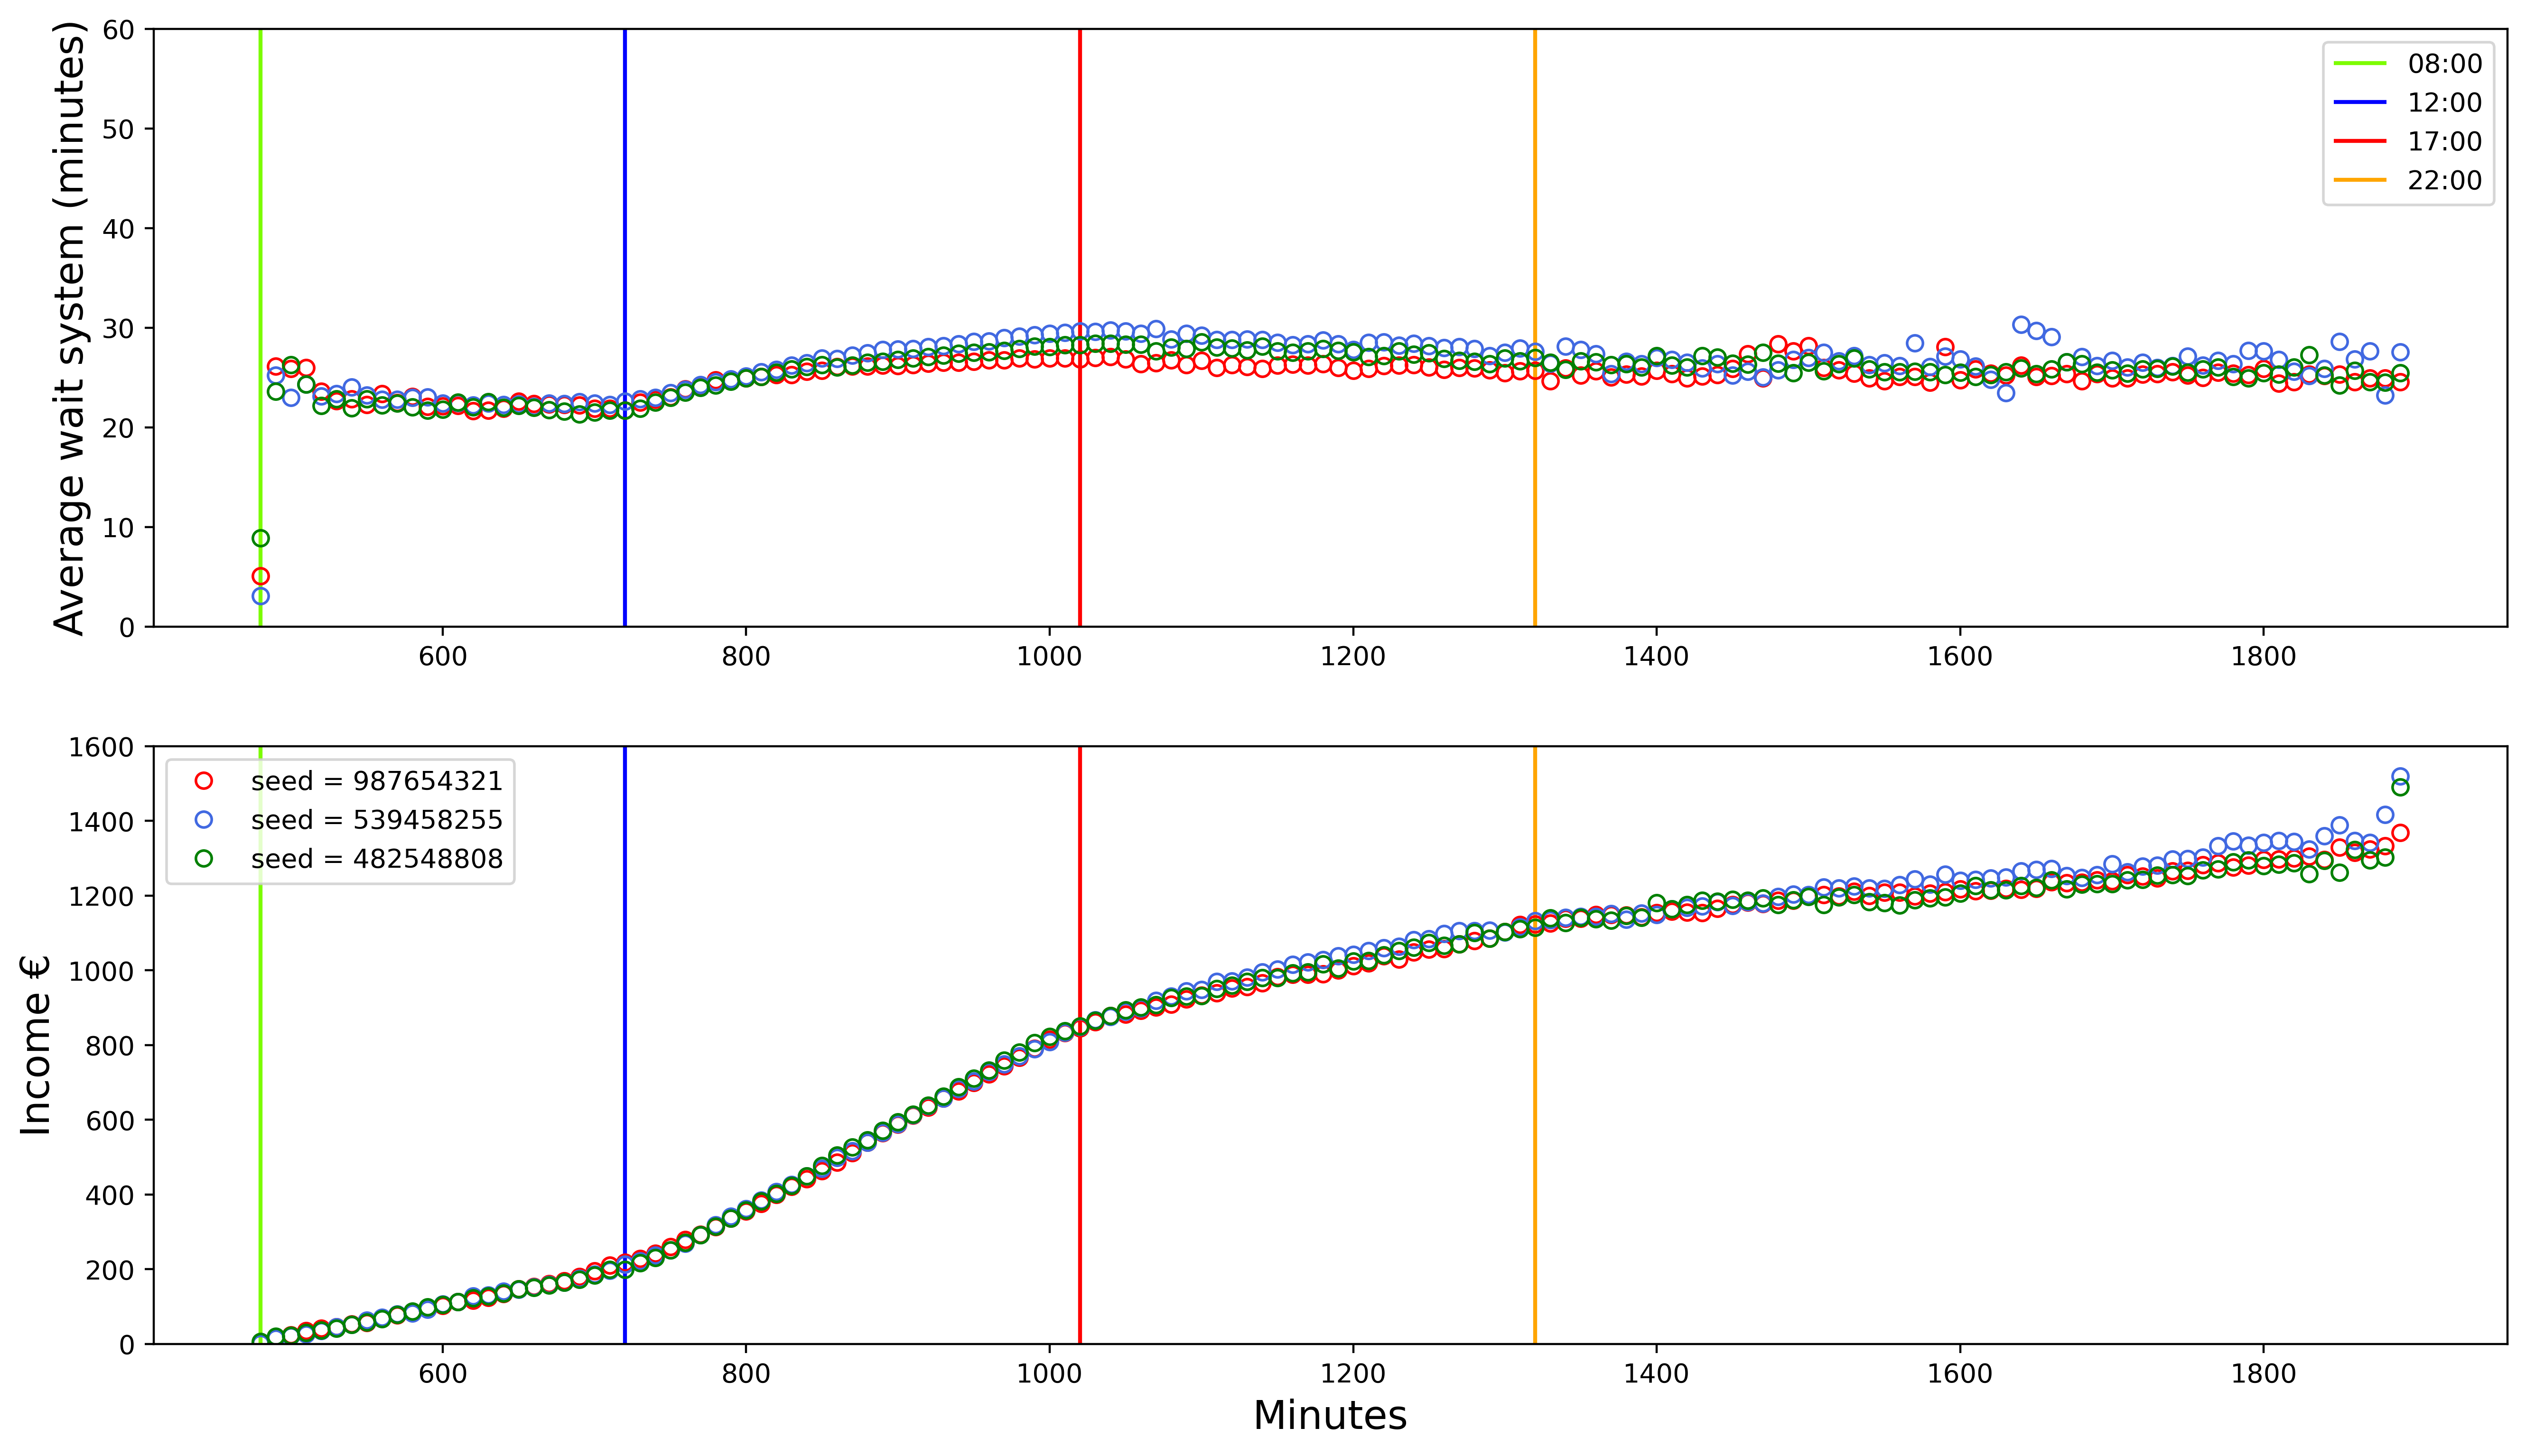 Average wait system (minutes)
60
50
40
30
20
10
0
08:00
12:00
17:00
22:00
600 800 1000 1200 1400 1600 1800
Income €
1600
1400
1200
1000
800
600
400
200
0
seed = 987654321
seed = 539458255
seed = 482548808
600 800 1000 1200 1400 1600 1800
Minutes